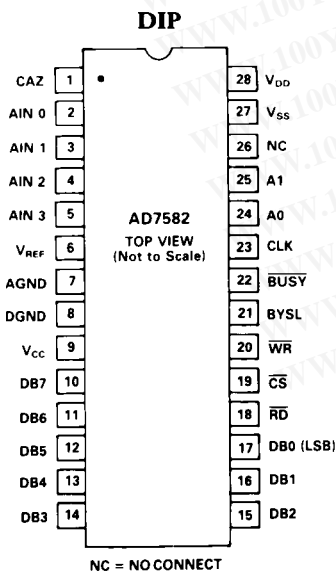 DIP
CAZ 1
AIN 0 2
AIN 1 3
AIN 2 4
AIN 3 5
VREF 6
AGND 7
DGND 8
VCC 9
DB7 10
DB6 11
DB5 12
DB4 13
DB3 14
AD7582
TOP VIEW
(Not to Scale)
28 VDD
27 VSS
26 NC
25 A1
24 A0
23 CLK
22 BUSY
21 BYSL
20 WR
19 CS
18 RD
17 DB0 (LSB)
16 DB1
15 DB2
NC = NO CONNECT